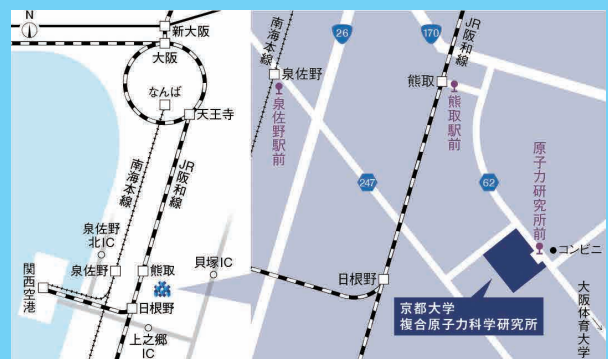 N
新大阪
大阪
なんば
天王寺
南海本線
JR阪和線
泉佐野
北IC
貝塚IC
泉佐野
熊取
関西空港
日根野
上之郷
IC
南海本線
26
170
JR阪和線
泉佐野
熊取
泉佐野駅前
熊取駅前
原子力研究所前
247
62
コンビニ
日根野
京都大学
複合原子力科学研究所
大阪体育大学